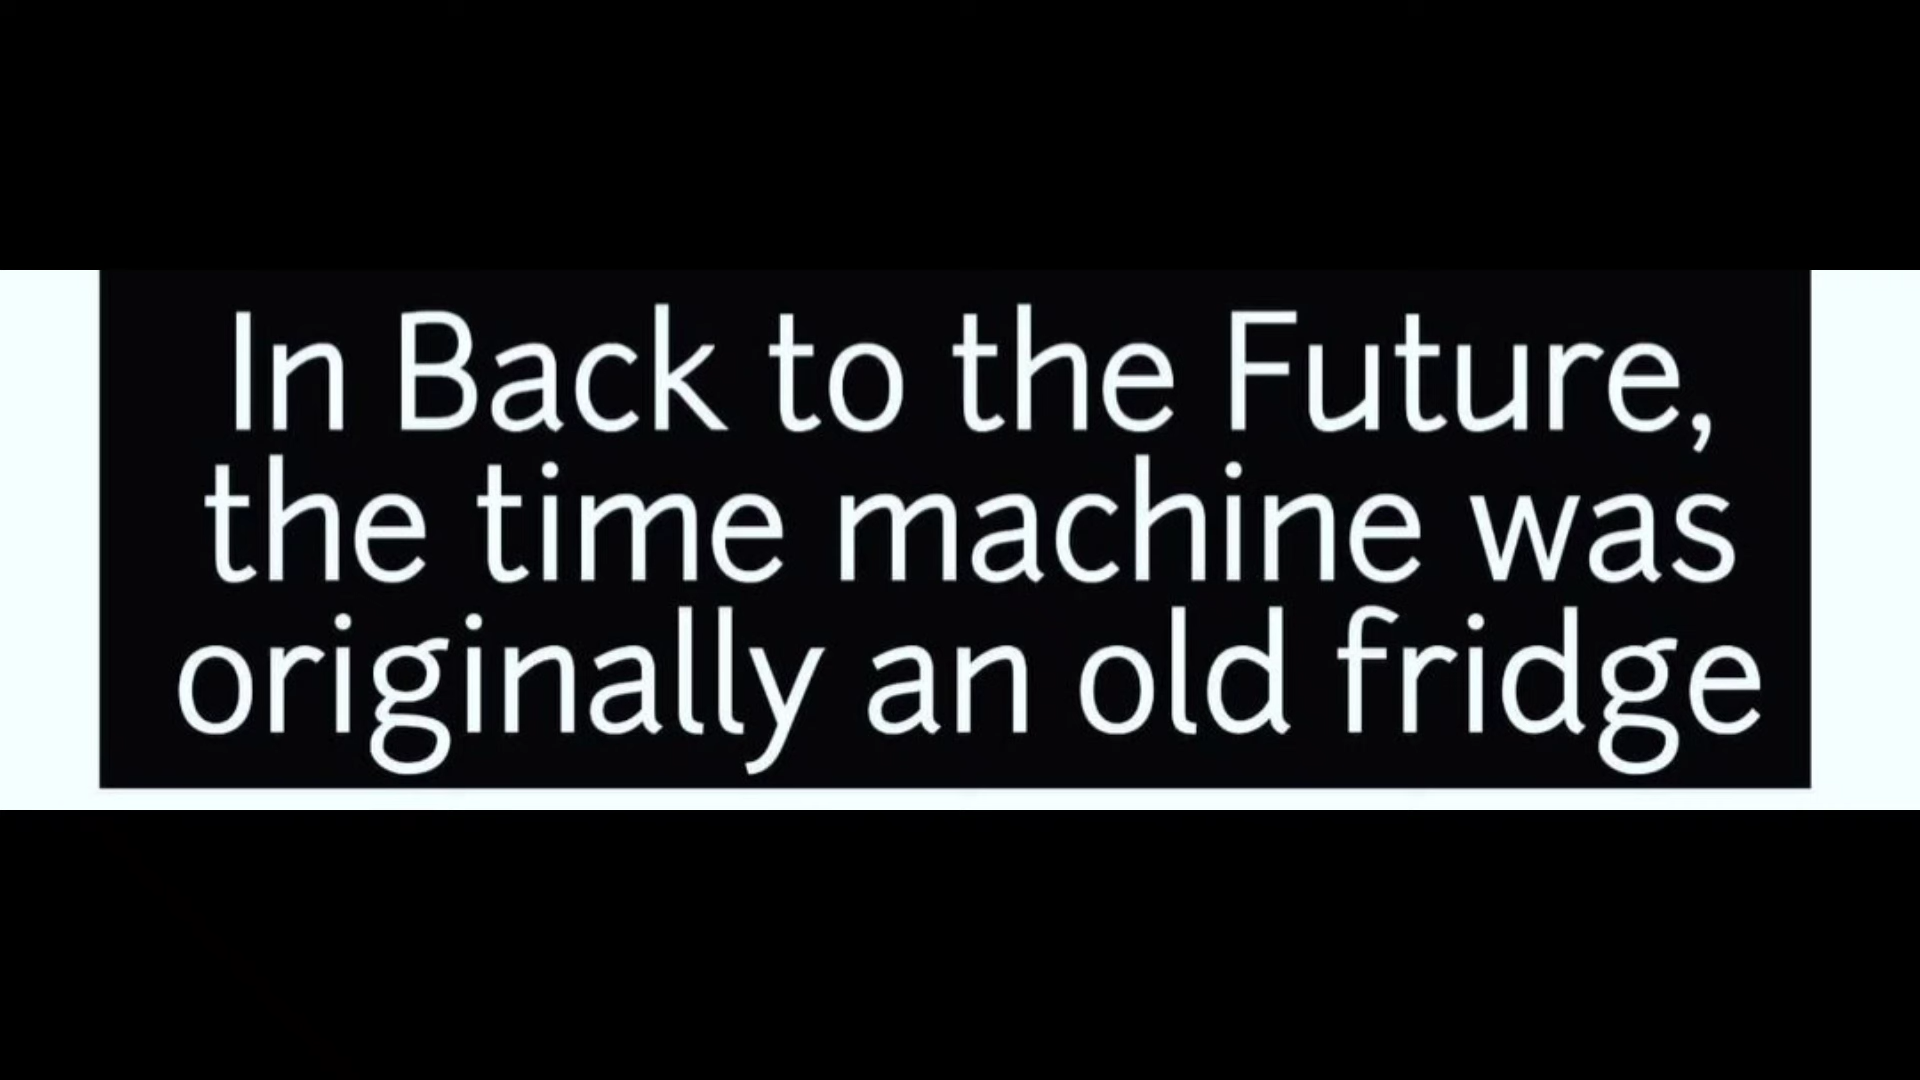 In Back to the Future,
the time machine was
originally an old fridge